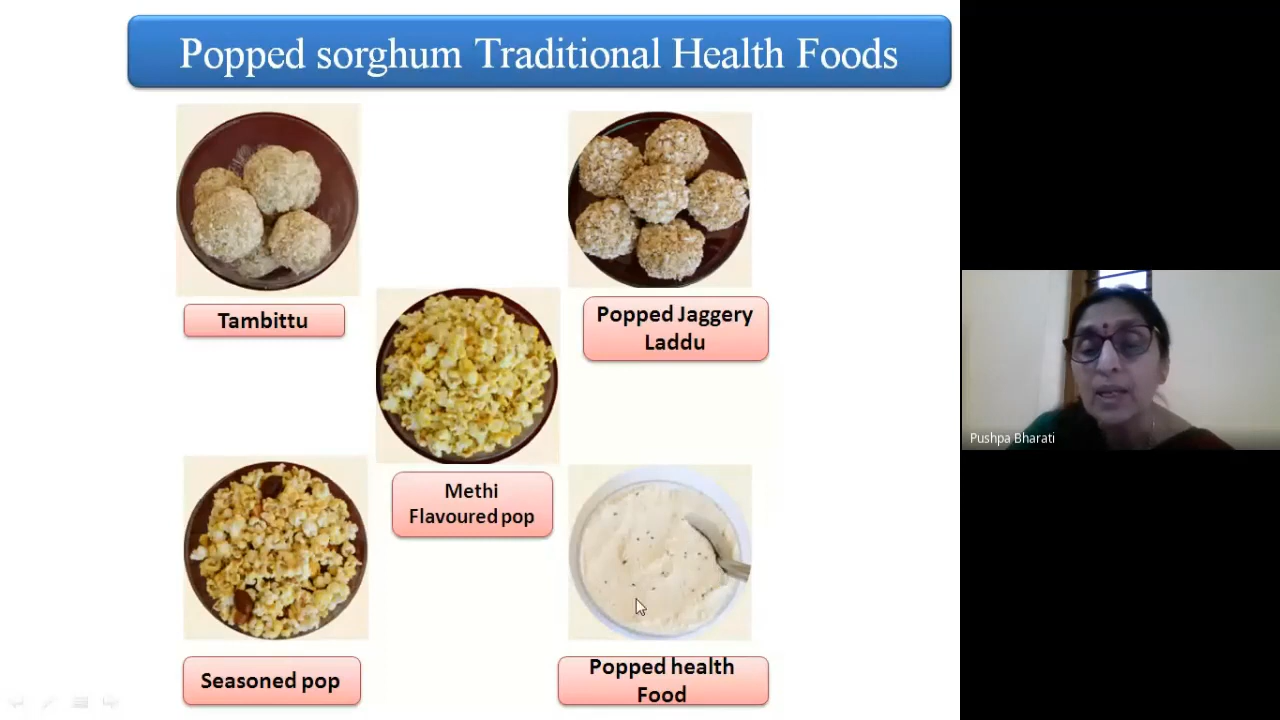 Popped sorghum Traditional Health Foods
Tambittu
Popped Jaggery
Laddu
Methi
Flavoured pop
Seasoned pop
Popped health
Food
Pushpa Bharati